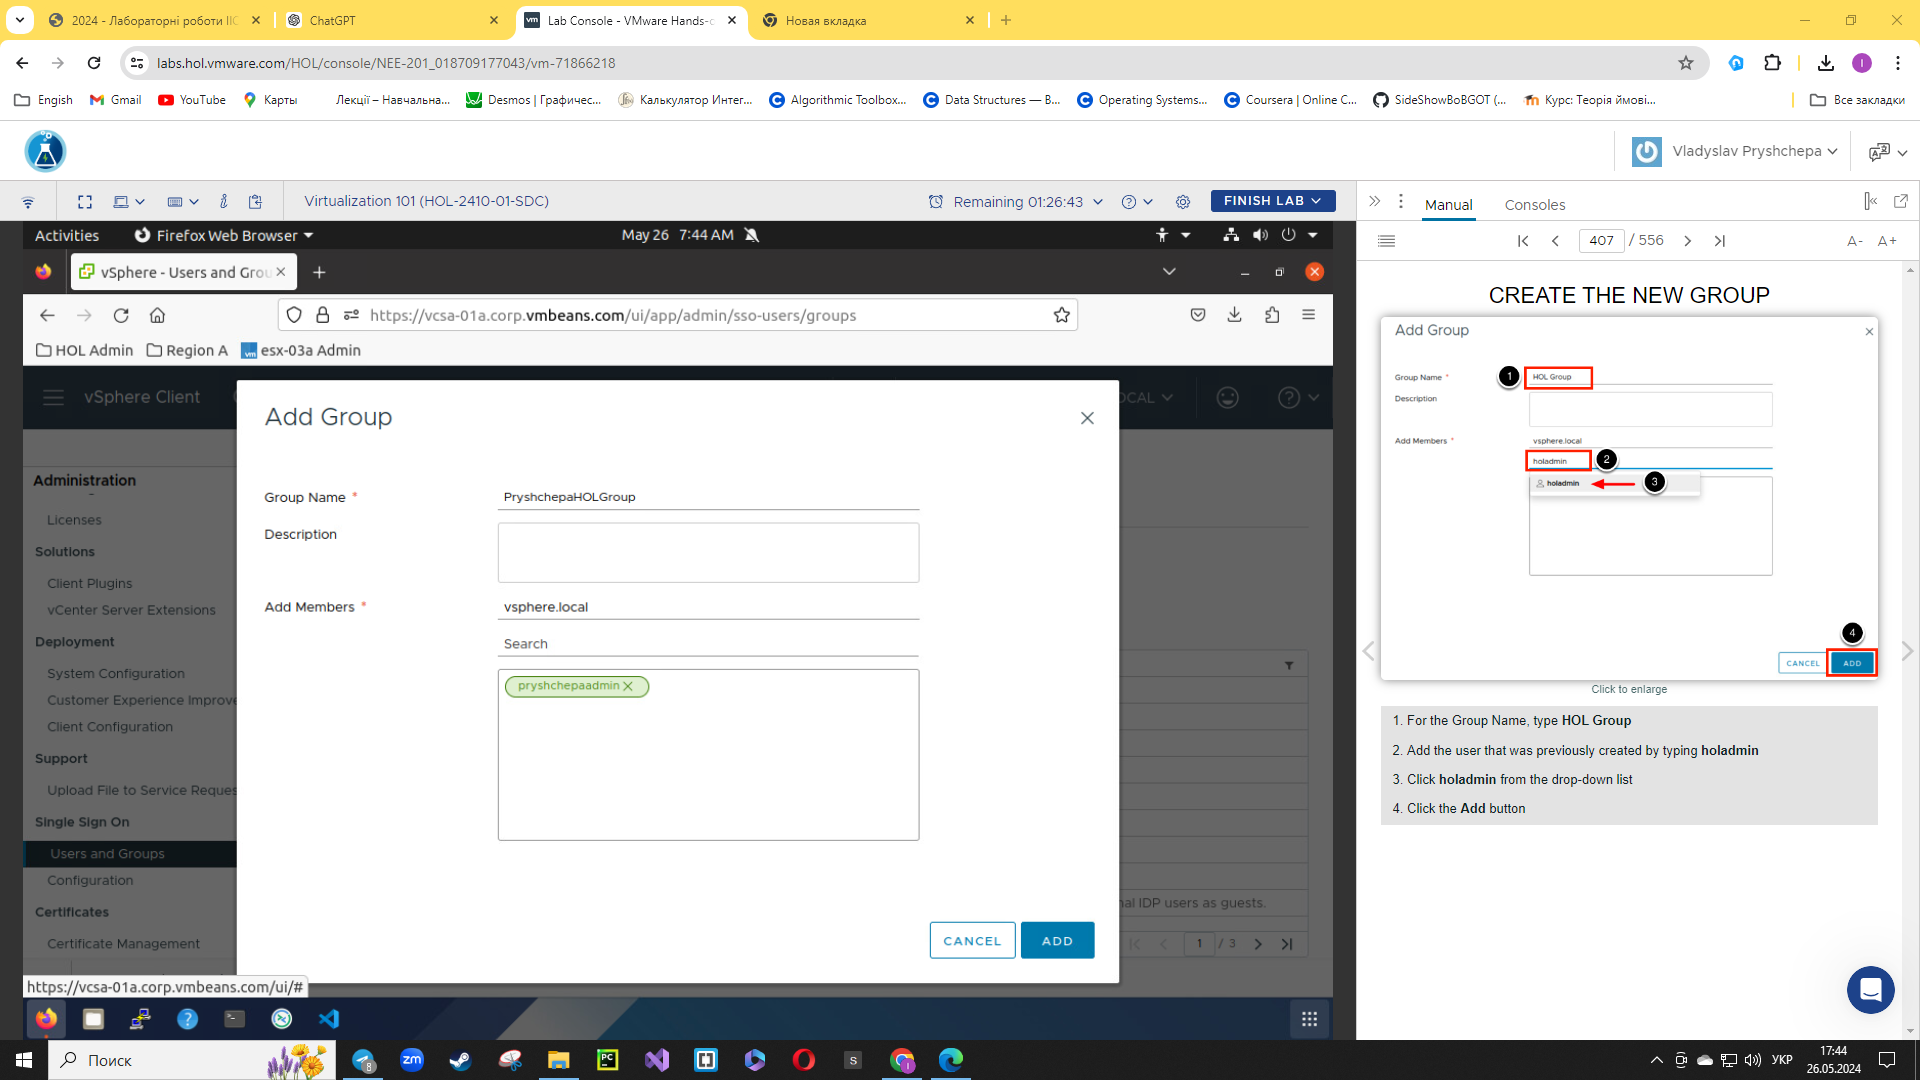 2024 - Лабораторні роботи ІІС
ChatGPT
Lab Console - VMware Hands-o
Новая вкладка
labs.hol.vmware.com/HOL/console/NEE-201_018709177043/vm-71866218
Engish
Gmail
YouTube
Карты
Лекції – Навчальна...
Desmos | Графичес...
Калькулятор Интег...
Algorithmic Toolbox...
Data Structures — В...
Operating Systems...
Coursera | Online C...
SideShowBoBGOT (...
Курс: Теорія ймові...
Все закладки
Vladyslav Pryshchepa
Virtualization 101 (HOL-2410-01-SDC)
Remaining 01:26:43
FINISH LAB
Manual
Consoles
Activities
Firefox Web Browser
May 26 7:44 AM
407 / 556
A- A+
vSphere - Users and Grou
https://vcsa-01a.corp.vmbeans.com/ui/app/admin/sso-users/groups
HOL Admin
Region A
esx-03a Admin
vSphere Client
OCAL
Administration
Licenses
Solutions
Client Plugins
vCenter Server Extensions
Deployment
System Configuration
Customer Experience Improve
Client Configuration
Support
Upload File to Service Reques
Single Sign On
Users and Groups
Configuration
Certificates
Certificate Management
https://vcsa-01a.corp.vmbeans.com/ui/#
Add Group
Group Name *
PryshchepaHOLGroup
Description
Add Members *
vsphere.local
Search
pryshchepaadmin
CANCEL
ADD
nal IDP users as guests.
1 / 3
CREATE THE NEW GROUP
Add Group
Group Name *
1
HOL Group
Description
Add Members *
vsphere.local
holadmin
2
holadmin
3
4
CANCEL
ADD
Click to enlarge
1. For the Group Name, type HOL Group
2. Add the user that was previously created by typing holadmin
3. Click holadmin from the drop-down list
4. Click the Add button
Поиск
8
УКР
17:44
26.05.2024